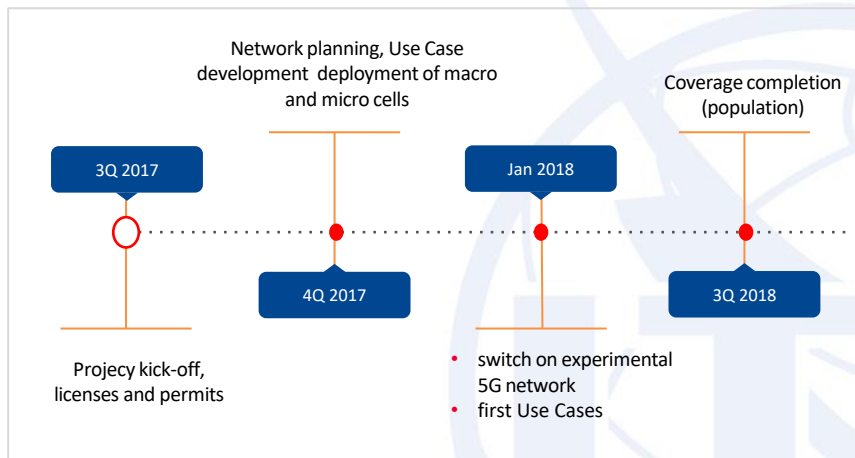 Network planning, Use Case
development deployment of macro
and micro cells
Coverage completion
(population)
3Q 2017
Jan 2018
4Q 2017
3Q 2018
Projecy kick-off,
licenses and permits
• switch on experimental
5G network
• first Use Cases